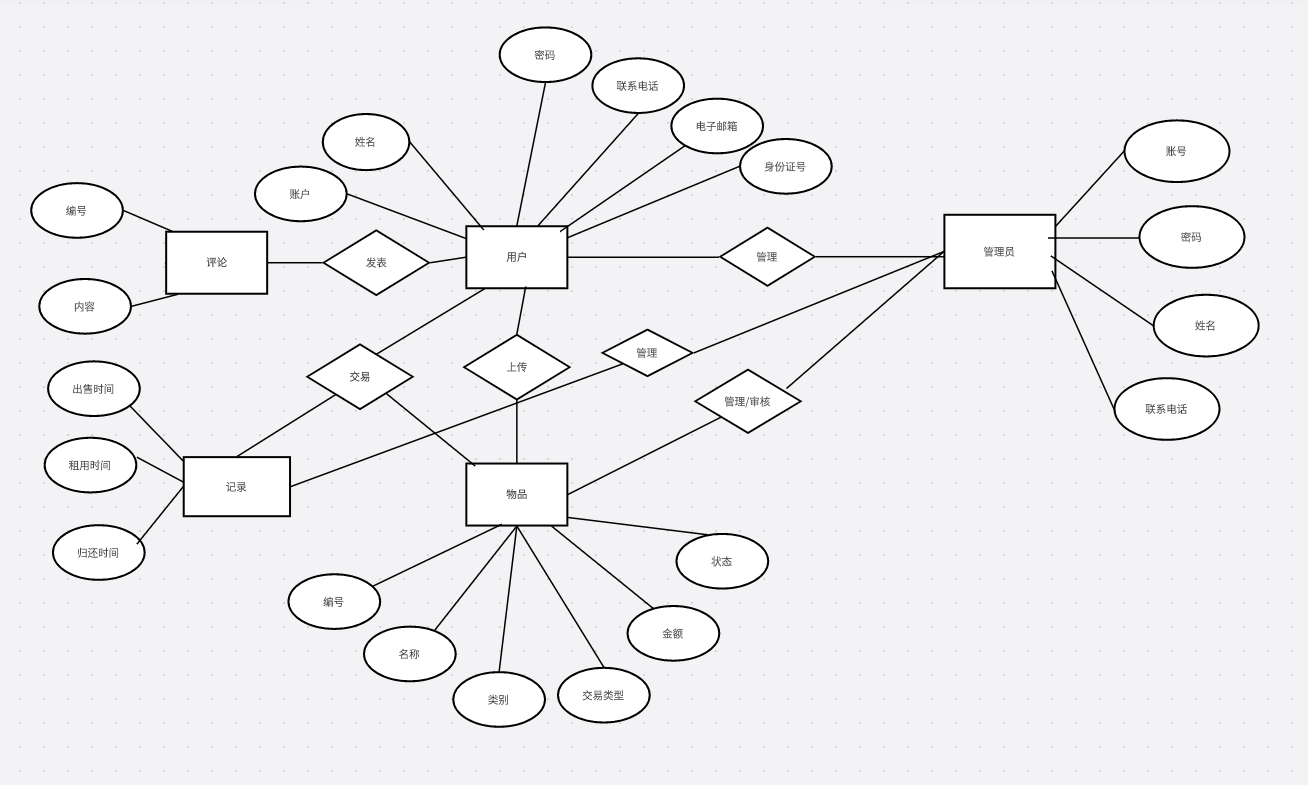 密码
联系电话
电子邮箱
姓名
账号
身份证号
账户
编号
密码
管理员
用户
管理
评论
发表
内容
姓名
管理
上传
交易
出售时间
管理/审核
联系电话
租用时间
记录
物品
归还时间
状态
编号
金额
名称
类别
交易类型